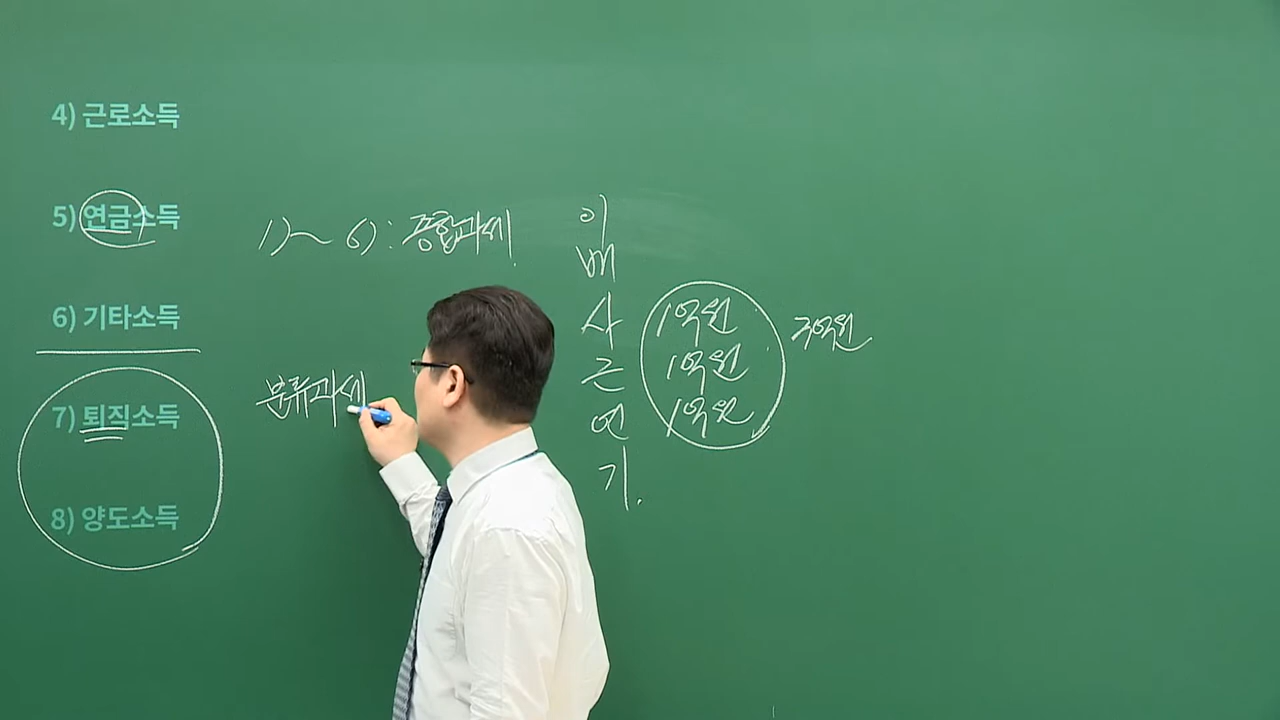 4) 근로소득
5) 연금소득
6) 기타소득
7) 퇴직소득
8) 양도소득
1)~6): 종합과세.
분류과세
이
배
사 1억원
근 1억원
연 1억원
기.
3억원